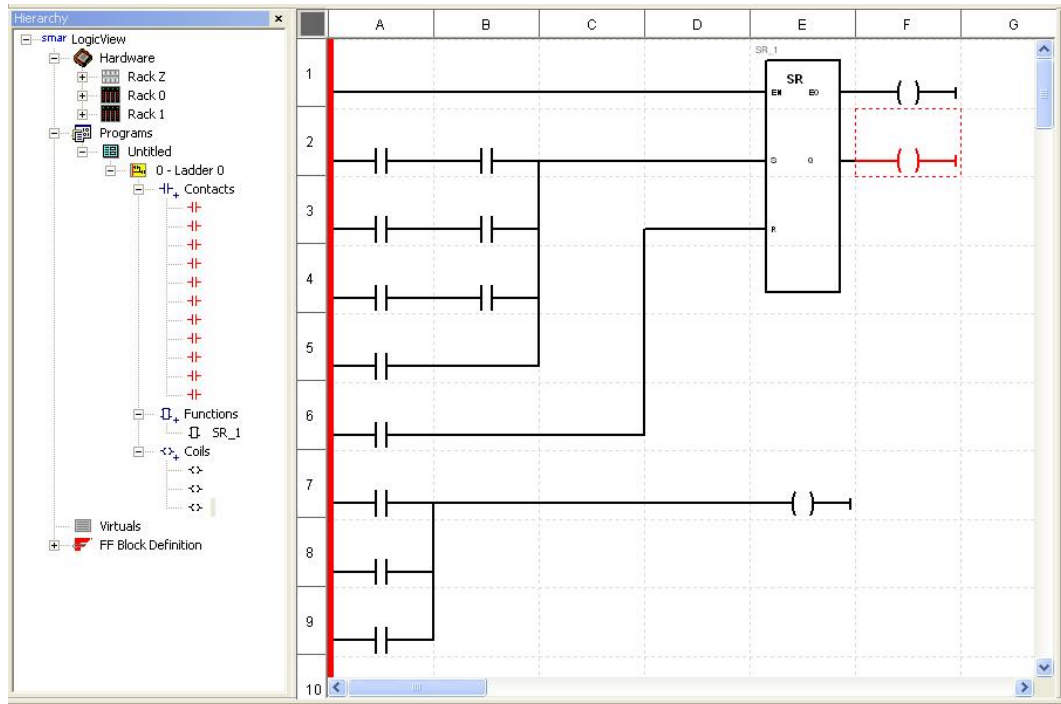 Hierarchy
smar LogicView
Hardware
Rack Z
Rack 0
Rack 1
Programs
Untitled
0 - Ladder 0
Contacts
Functions
SR_1
Coils
Virtuals
FF Block Definition
A B C D E F G
1
2
3
4
5
6
7
8
9
10
SR_1
SR
EN EO
S Q
R